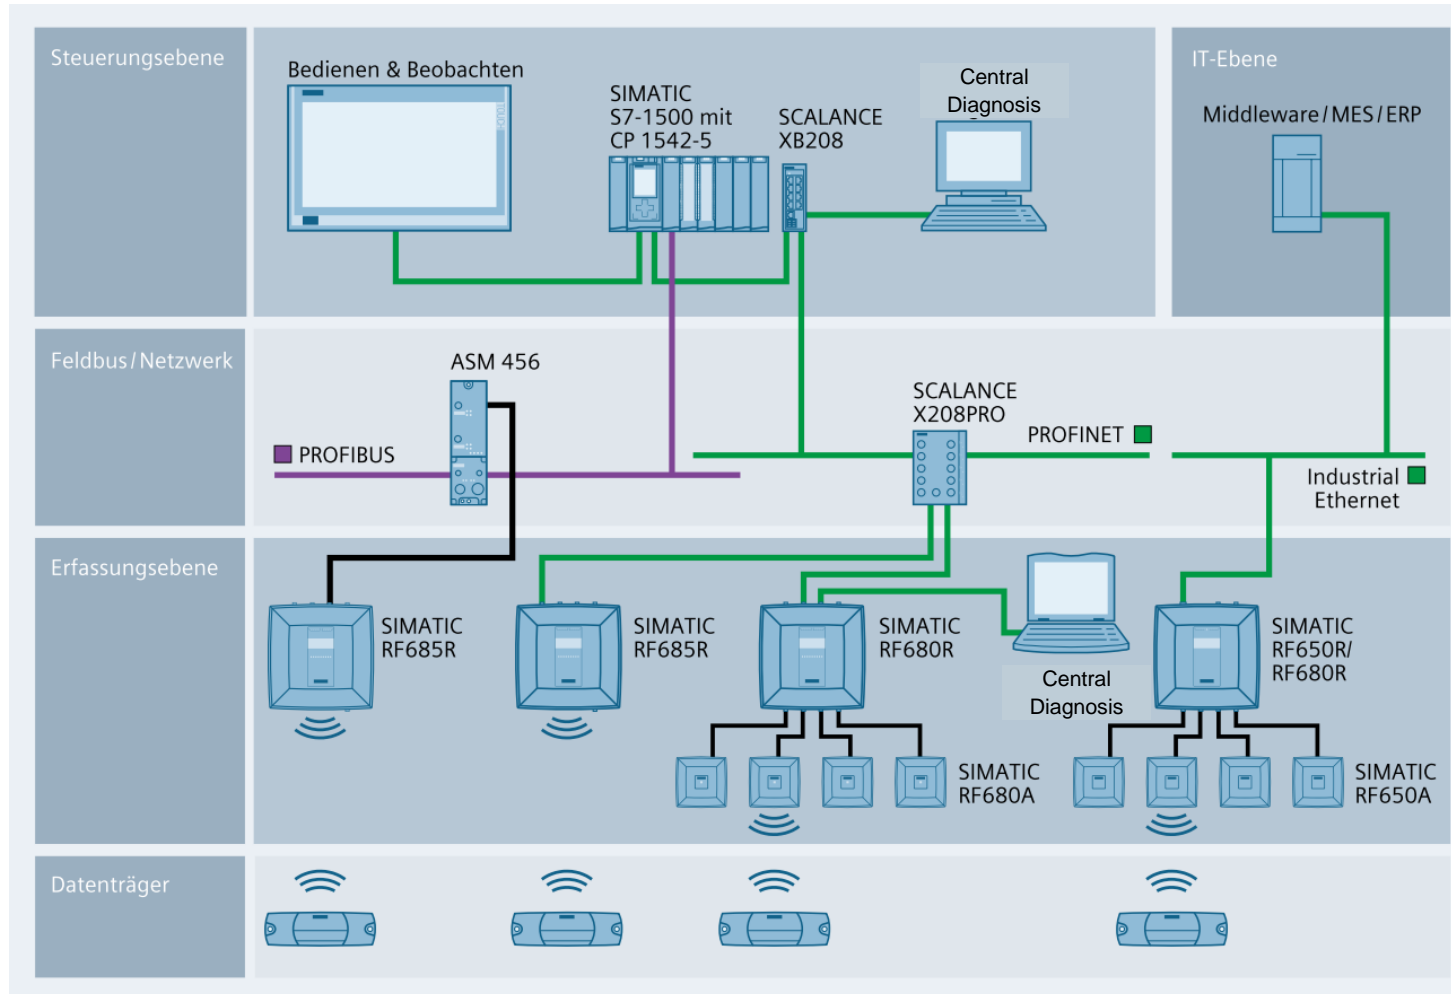 Steuerungsebene
Bedienen & Beobachten
SIMATIC
S7-1500 mit
CP 1542-5
SCALANCE
XB208
Central
Diagnosis
IT-Ebene
Middleware/MES/ERP
Feldbus/Netzwerk
ASM 456
PROFIBUS
SCALANCE
X208PRO
PROFINET
Industrial
Ethernet
Erfassungsebene
SIMATIC
RF685R
SIMATIC
RF685R
SIMATIC
RF680R
Central
Diagnosis
SIMATIC
RF650R/
RF680R
SIMATIC
RF680A
SIMATIC
RF650A
Datenträger